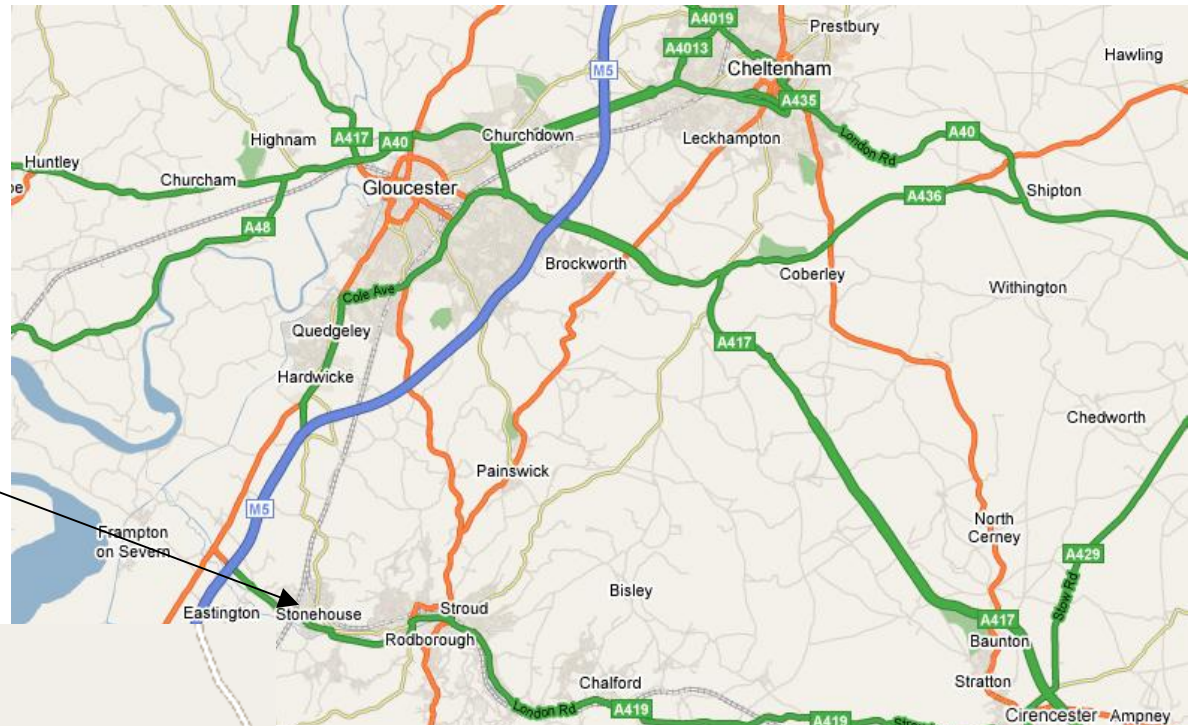 A4019
Prestbury
A4013
Hawling
M5
Cheltenham
A435
Highnam
A417
A40
Churchdown
Leckhampton
London Rd
A40
Huntley
Churcham
Gloucester
A436
Shipton
A48
Brockworth
Coberley
Withington
Cole Ave
Quedgeley
A417
Hardwicke
Chedworth
Painswick
M5
Frampton
on Severn
North
Cerney
A429
Stow Rd
Bisley
Eastington
Stonehouse
Stroud
A417
Baunton
Rodborough
Chalford
Stratton
London Rd
A419
A419
Cirencester
Ampney